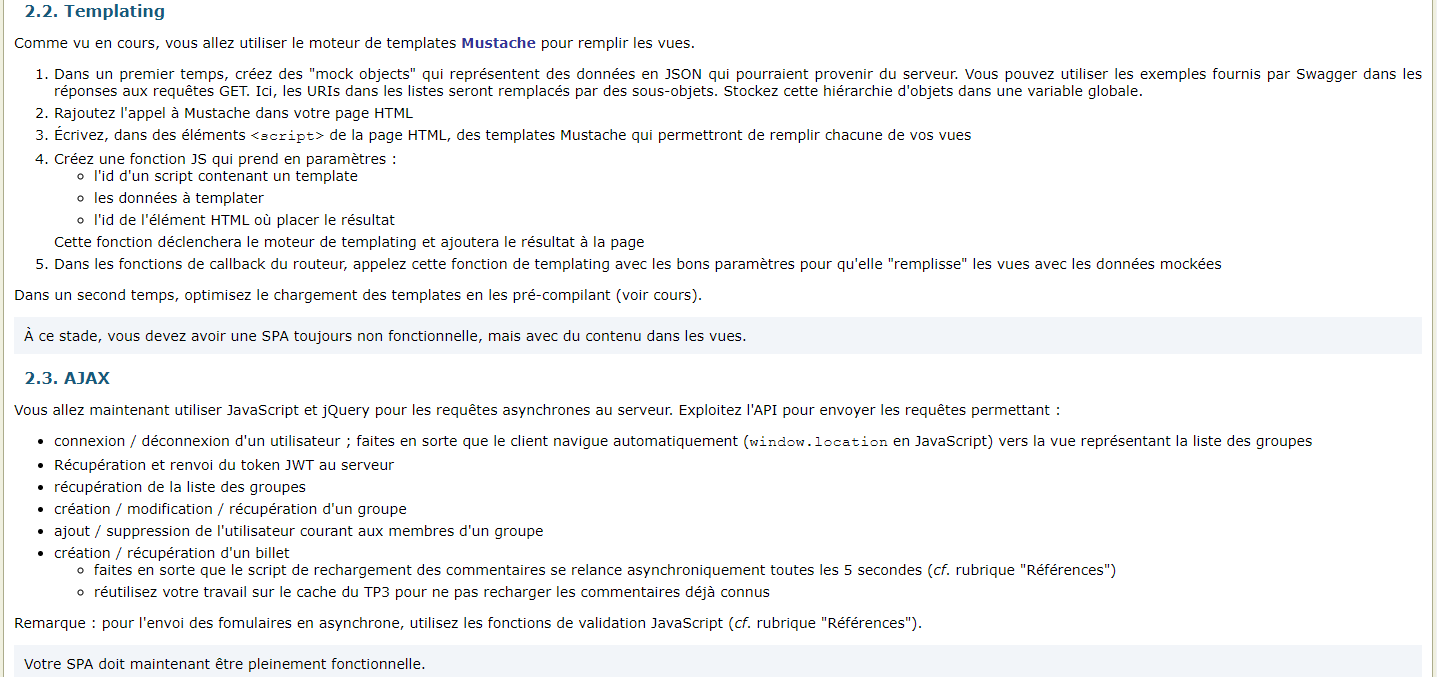 2.2. Templating
Comme vu en cours, vous allez utiliser le moteur de templates Mustache pour remplir les vues.
1. Dans un premier temps, créez des "mock objects" qui représentent des données en JSON qui pourraient provenir du serveur. Vous pouvez utiliser les exemples fournis par Swagger dans les
réponses aux requêtes GET. Ici, les URIs dans les listes seront remplacés par des sous-objets. Stockez cette hiérarchie d'objets dans une variable globale.
2. Rajoutez l'appel à Mustache dans votre page HTML
3. Écrivez, dans des éléments <script> de la page HTML, des templates Mustache qui permettront de remplir chacune de vos vues
4. Créez une fonction JS qui prend en paramètres :
◦ l'id d'un script contenant un template
◦ les données à templater
◦ l'id de l'élément HTML où placer le résultat
Cette fonction déclenchera le moteur de templating et ajoutera le résultat à la page
5. Dans les fonctions de callback du routeur, appelez cette fonction de templating avec les bons paramètres pour qu'elle "remplisse" les vues avec les données mockées
Dans un second temps, optimisez le chargement des templates en les pré-compilant (voir cours).
À ce stade, vous devez avoir une SPA toujours non fonctionnelle, mais avec du contenu dans les vues.
2.3. AJAX
Vous allez maintenant utiliser JavaScript et jQuery pour les requêtes asynchrones au serveur. Exploitez l'API pour envoyer les requêtes permettant :
• connexion / déconnexion d'un utilisateur ; faites en sorte que le client navigue automatiquement (window.location en JavaScript) vers la vue représentant la liste des groupes
• Récupération et renvoi du token JWT au serveur
• récupération de la liste des groupes
• création / modification / récupération d'un groupe
• ajout / suppression de l'utilisateur courant aux membres d'un groupe
• création / récupération d'un billet
◦ faites en sorte que le script de rechargement des commentaires se relance asynchroniquement toutes les 5 secondes (cf. rubrique "Références")
◦ réutilisez votre travail sur le cache du TP3 pour ne pas recharger les commentaires déjà connus
Remarque : pour l'envoi des fomulaires en asynchrone, utilisez les fonctions de validation JavaScript (cf. rubrique "Références").
Votre SPA doit maintenant être pleinement fonctionnelle.